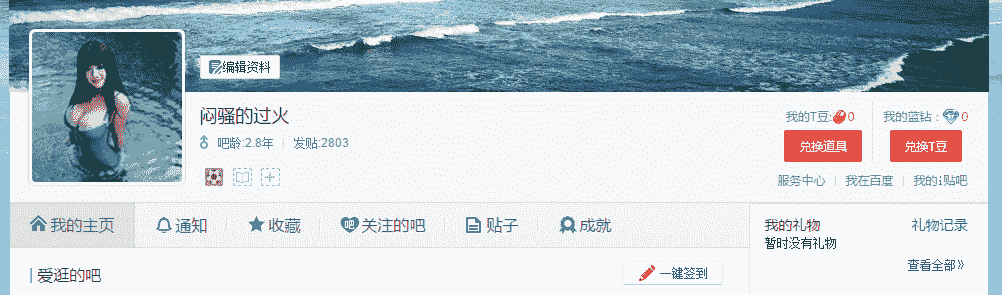 编辑资料
闷骚的过火
吧龄:2.8年 发贴:2803
我的T豆:0 我的蓝钻：0
兑换道具 兑换T豆
服务中心 我在百度 我的i贴吧
我的主页 通知 收藏 吧 关注的吧 贴子 成就
我的礼物 礼物记录
暂时没有礼物
查看全部》
爱逛的吧 一键签到